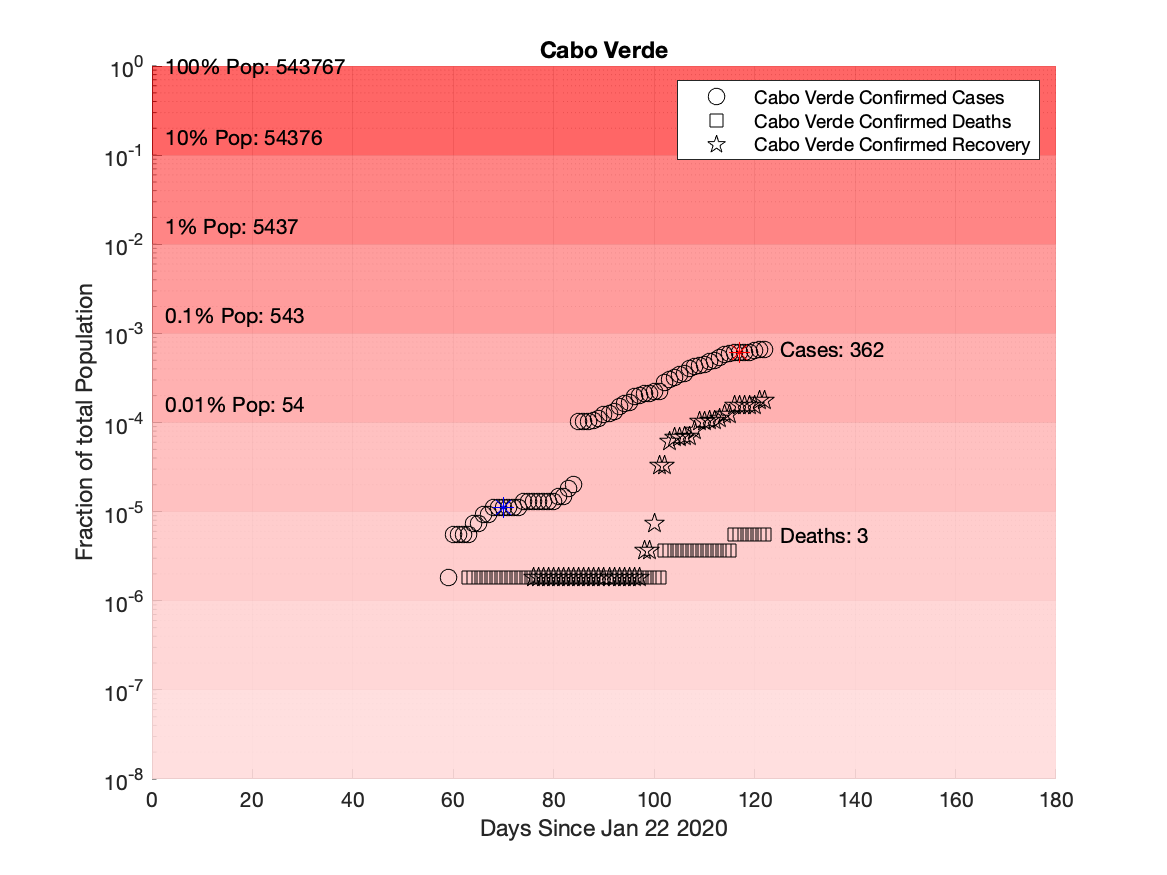 Cabo Verde
10^0
10^-1
10^-2
10^-3
10^-4
10^-5
10^-6
10^-7
10^-8
Fraction of total Population
100% Pop: 543767
10% Pop: 54376
1% Pop: 5437
0.1% Pop: 543
0.01% Pop: 54
Cabo Verde Confirmed Cases
Cabo Verde Confirmed Deaths
Cabo Verde Confirmed Recovery
Cases: 362
Deaths: 3
0 20 40 60 80 100 120 140 160 180
Days Since Jan 22 2020